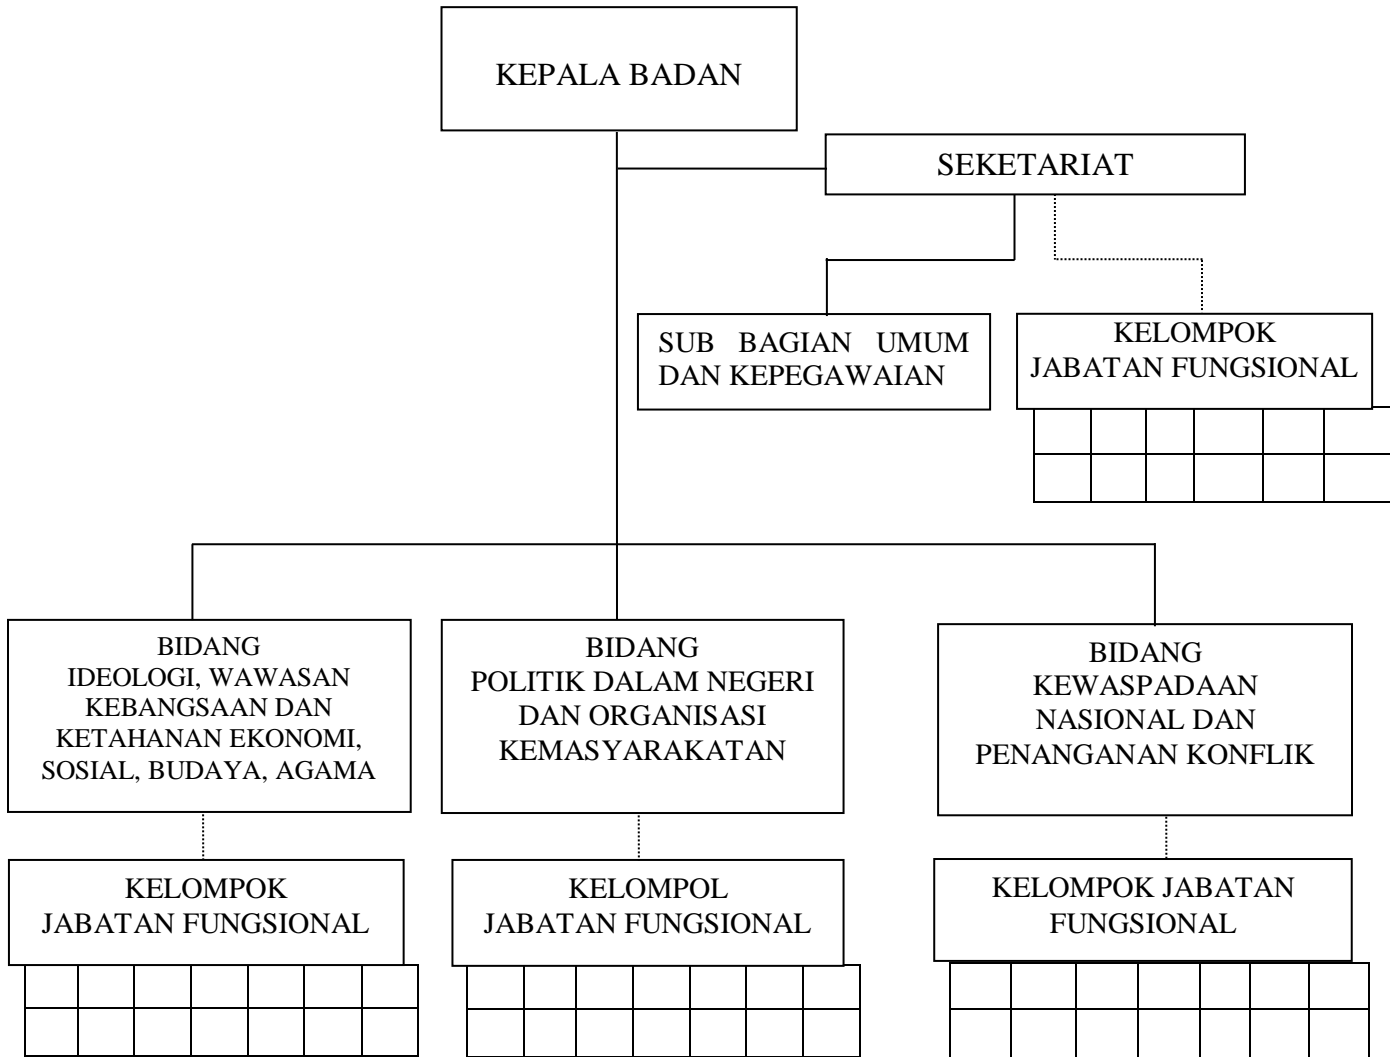 KEPALA BADAN
SEKETARIAT
SUB BAGIAN UMUM
DAN KEPEGAWAIAN
KELOMPOK
JABATAN FUNGSIONAL
BIDANG
IDEOLOGI, WAWASAN
KEBANGSAAN DAN
KETAHANAN EKONOMI,
SOSIAL, BUDAYA, AGAMA
BIDANG
POLITIK DALAM NEGERI
DAN ORGANISASI
KEMASYARAKATAN
BIDANG
KEWASPADAAN
NASIONAL DAN
PENANGANAN KONFLIK
KELOMPOK
JABATAN FUNGSIONAL
KELOMPOL
JABATAN FUNGSIONAL
KELOMPOK JABATAN
FUNGSIONAL